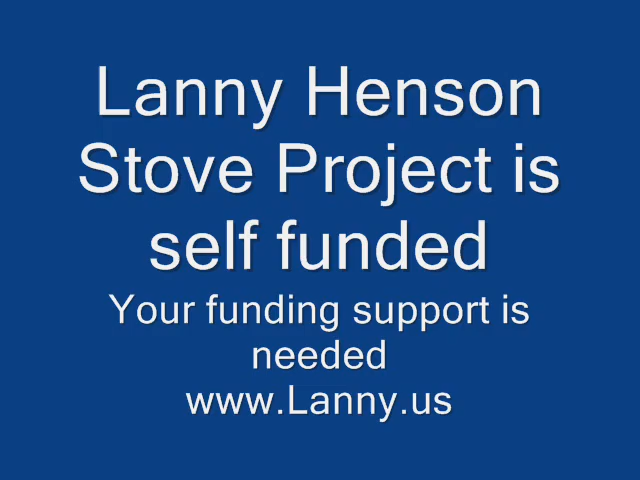 Lanny Henson
Stove Project is
self funded
Your funding support is
needed
www.Lanny.us